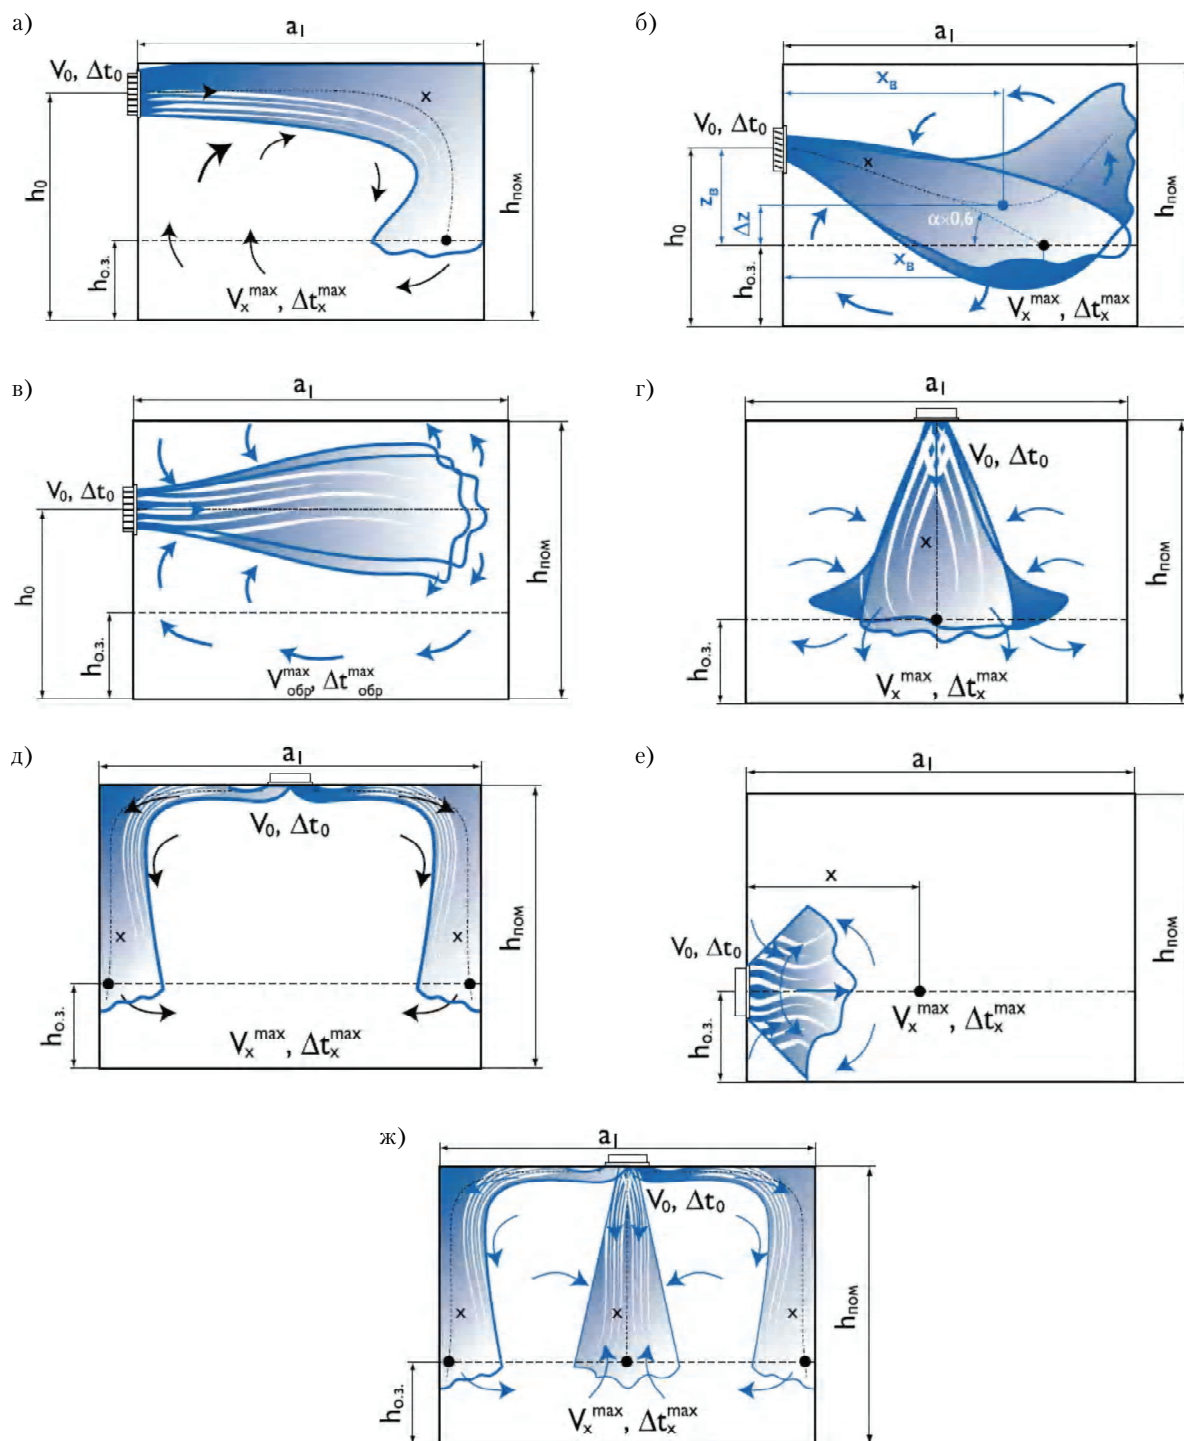 а)
a₁
V₀, Δt₀
x
h₀
hпом
hо.з.
Vₓᵐᵃˣ, Δtₓᵐᵃˣ
б)
a₁
xв
V₀, Δt₀
x
zв
Δz
α×0,6
h₀
hпом
xв
hо.з.
Vₓᵐᵃˣ, Δtₓᵐᵃˣ
в)
a₁
V₀, Δt₀
h₀
hпом
hо.з.
Vобрᵐᵃˣ, Δtобрᵐᵃˣ
г)
a₁
V₀, Δt₀
x
hпом
hо.з.
Vₓᵐᵃˣ, Δtₓᵐᵃˣ
д)
a₁
V₀, Δt₀
x
x
hпом
hо.з.
Vₓᵐᵃˣ, Δtₓᵐᵃˣ
е)
a₁
x
V₀, Δt₀
hпом
hо.з.
Vₓᵐᵃˣ, Δtₓᵐᵃˣ
ж)
a₁
V₀, Δt₀
x
x
x
hпом
hо.з.
Vₓᵐᵃˣ, Δtₓᵐᵃˣ